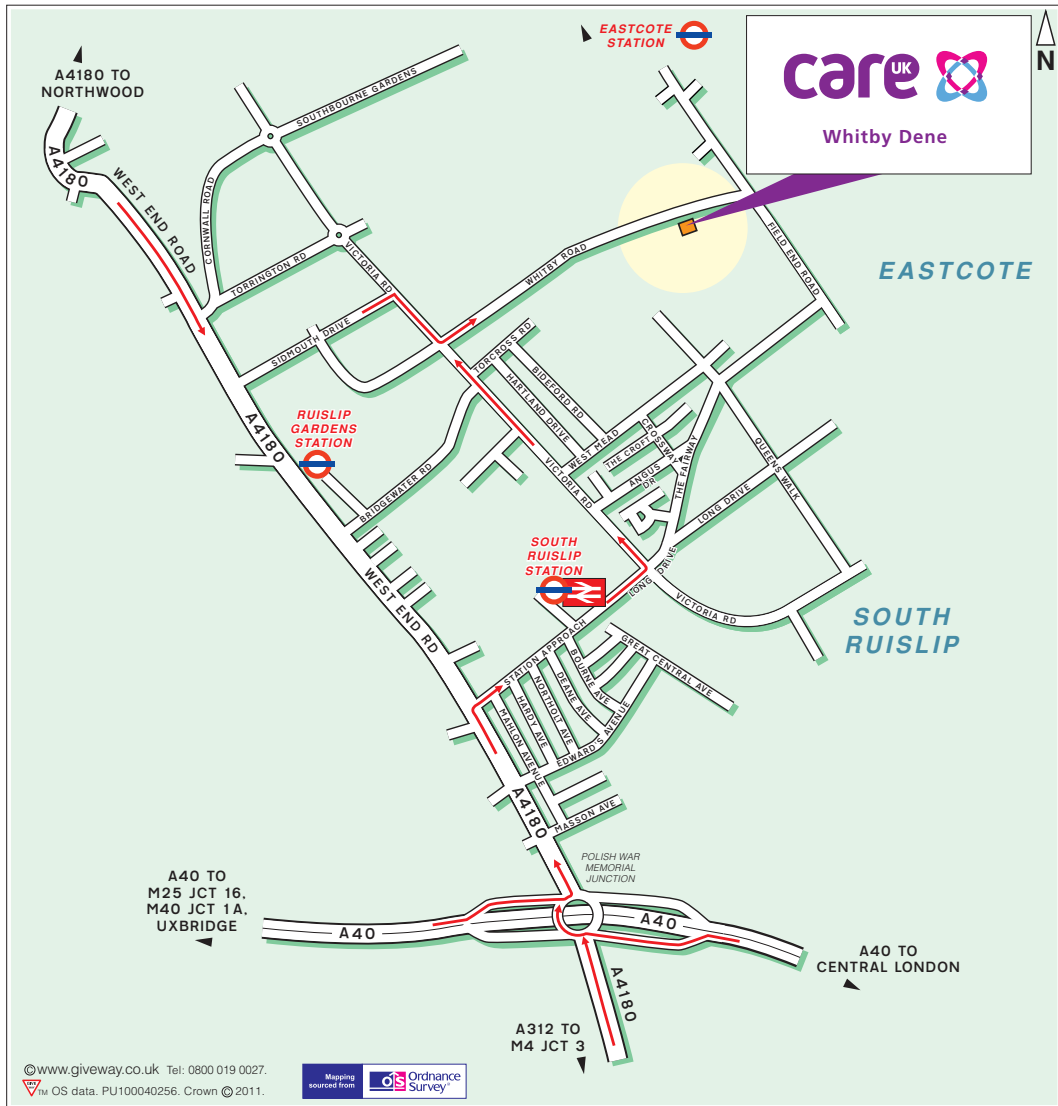 EASTCOTE
STATION
N
care UK
Whitby Dene
A4180 TO
NORTHWOOD
A4180
WEST END ROAD
SOUTHBOURNE GARDENS
CORNWALL ROAD
TORRINGTON RD
VICTORIA RD
SIDMOUTH DRIVE
WHITBY ROAD
FIELD END ROAD
EASTCOTE
TORCROSS RD
BIDEFORD RD
HARTLAND DRIVE
RUISLIP
GARDENS
STATION
A4180
BRIDGEWATER RD
WEST MEAD
CROSSWAY
THE CROFT
ANGUS
DR
THE FAIRWAY
QUEENS WALK
LONG DRIVE
VICTORIA RD
SOUTH
RUISLIP
STATION
LONG DRIVE
VICTORIA RD
SOUTH
RUISLIP
WEST END RD
STATION APPROACH
GREAT CENTRAL AVE
BOURNE AVE
DEANE AVE
NORTHOLT AVE
HARDY AVE
MAHLON AVENUE
EDWARD'S AVENUE
A4180
MASSON AVE
POLISH WAR
MEMORIAL
JUNCTION
A40 TO
M25 JCT 16,
M40 JCT 1A,
UXBRIDGE
A40
A40
A40 TO
CENTRAL LONDON
A4180
A312 TO
M4 JCT 3
©www.giveway.co.uk Tel: 0800 019 0027.
GIVE WAY TM OS data. PU100040256. Crown © 2011.
Mapping
sourced from
OS Ordnance
Survey®